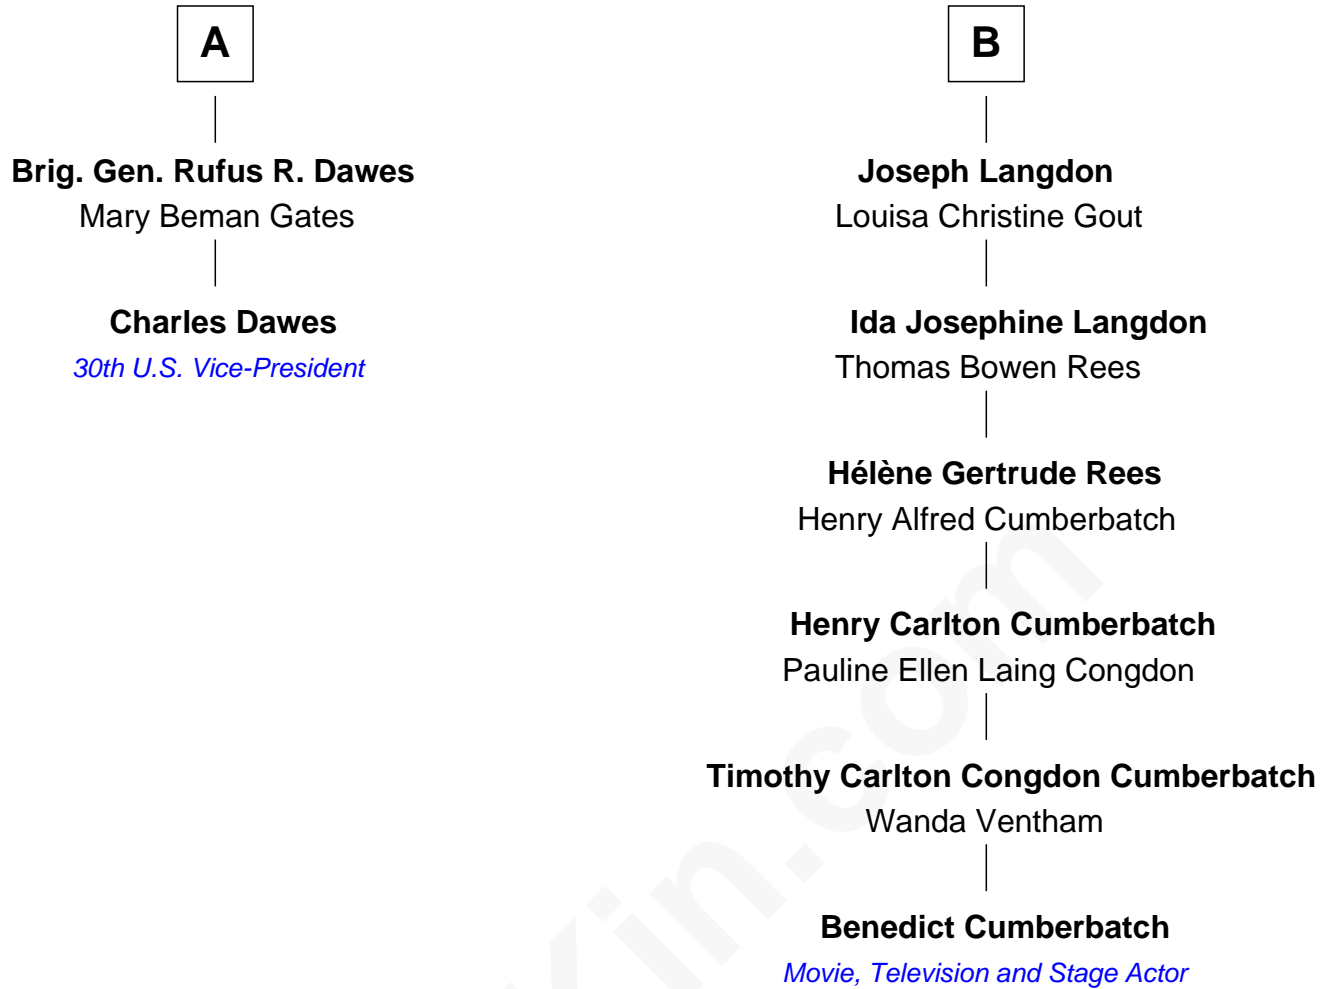 A
Brig. Gen. Rufus R. Dawes
Mary Beman Gates
Charles Dawes
30th U.S. Vice-President
B
Joseph Langdon
Louisa Christine Gout
Ida Josephine Langdon
Thomas Bowen Rees
Hélène Gertrude Rees
Henry Alfred Cumberbatch
Henry Carlton Cumberbatch
Pauline Ellen Laing Congdon
Timothy Carlton Congdon Cumberbatch
Wanda Ventham
Benedict Cumberbatch
Movie, Television and Stage Actor
Kin.com